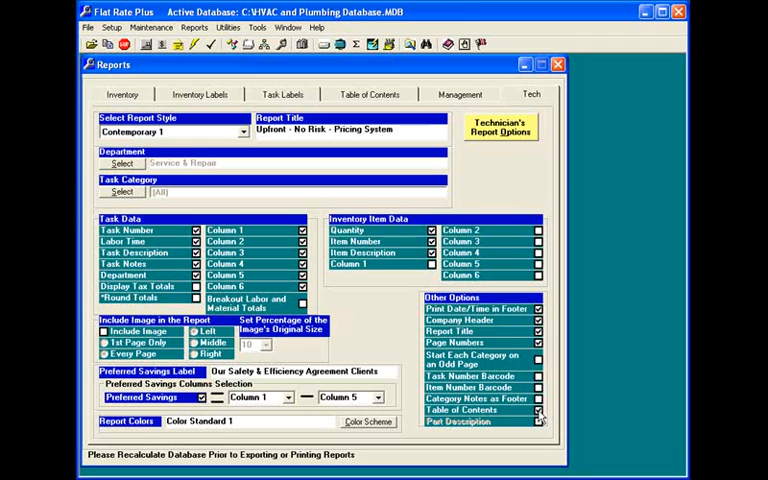 Flat Rate Plus Active Database: C:\HVAC and Plumbing Database.MDB
File Setup Maintenance Reports Utilities Tools Window Help
Reports
Inventory Inventory Labels Task Labels Table of Contents Management Tech
Select Report Style Report Title
Contemporary 1 Upfront - No Risk - Pricing System
Technician's
Report Options
Department
Select Service & Repair
Task Category
Select (All)
Task Data
Task Number Column 1
Labor Time Column 2
Task Description Column 3
Task Notes Column 4
Department Column 5
Display Tax Totals Column 6
*Round Totals Breakout Labor and
Material Totals
Inventory Item Data
Quantity Column 2
Item Number Column 3
Item Description Column 4
Column 1 Column 5
Column 6
Include Image in the Report Set Percentage of the
Image's Original Size
Include Image Left
1st Page Only Middle 10
Every Page Right
Other Options
Print Date/Time in Footer
Company Header
Report Title
Page Numbers
Start Each Category on
an Odd Page
Task Number Barcode
Item Number Barcode
Category Notes as Footer
Table of Contents
Part Description
Preferred Savings Label Our Safety & Efficiency Agreement Clients
Preferred Savings Columns Selection
Preferred Savings Column 1 Column 5
Report Colors Color Standard 1 Color Scheme
Please Recalculate Database Prior to Exporting or Printing Reports